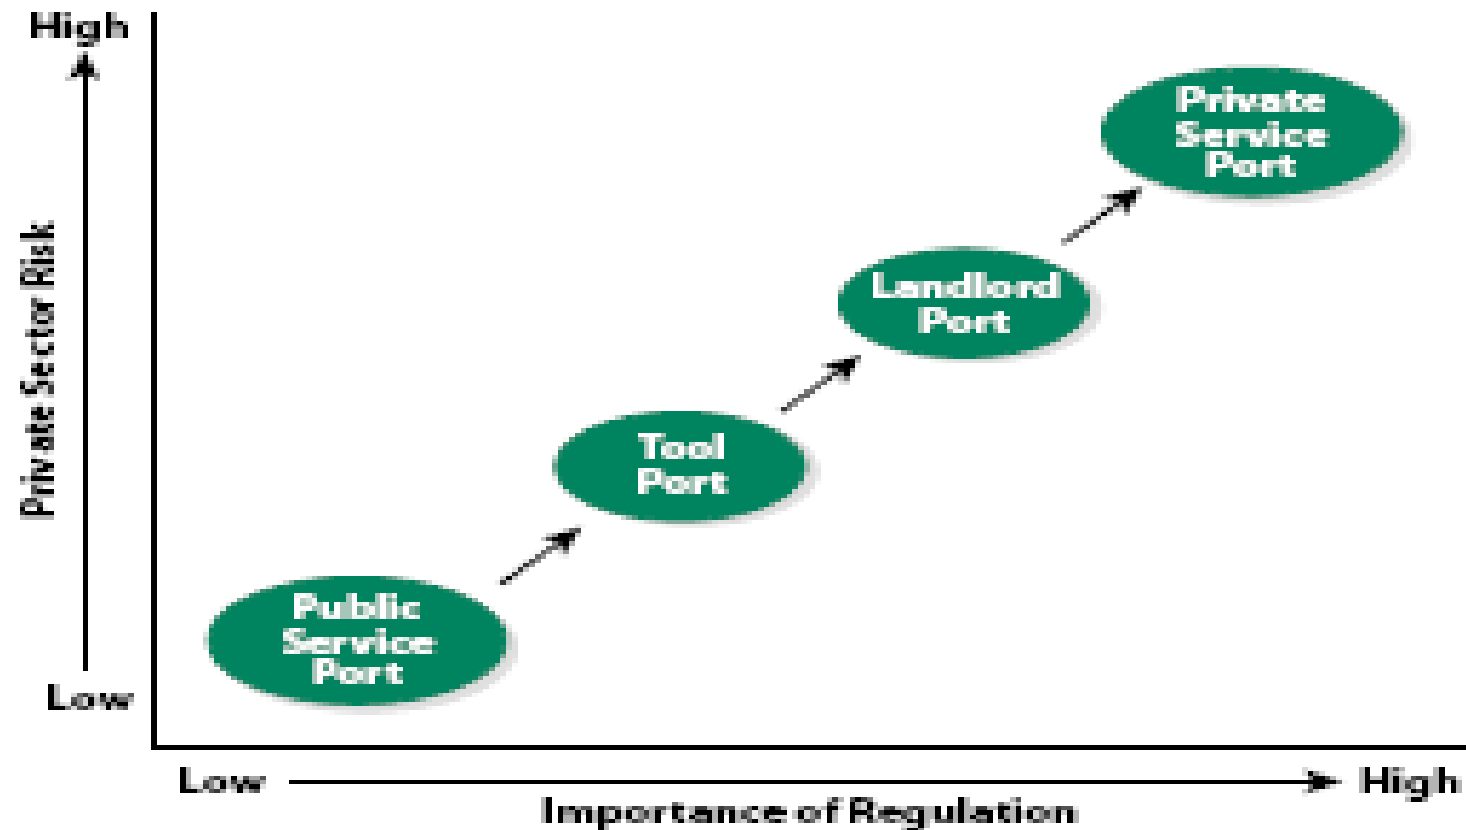 High
Private Sector Risk
Low
Private
Service
Port
Landlord
Port
Tool
Port
Public
Service
Port
Low
High
Importance of Regulation